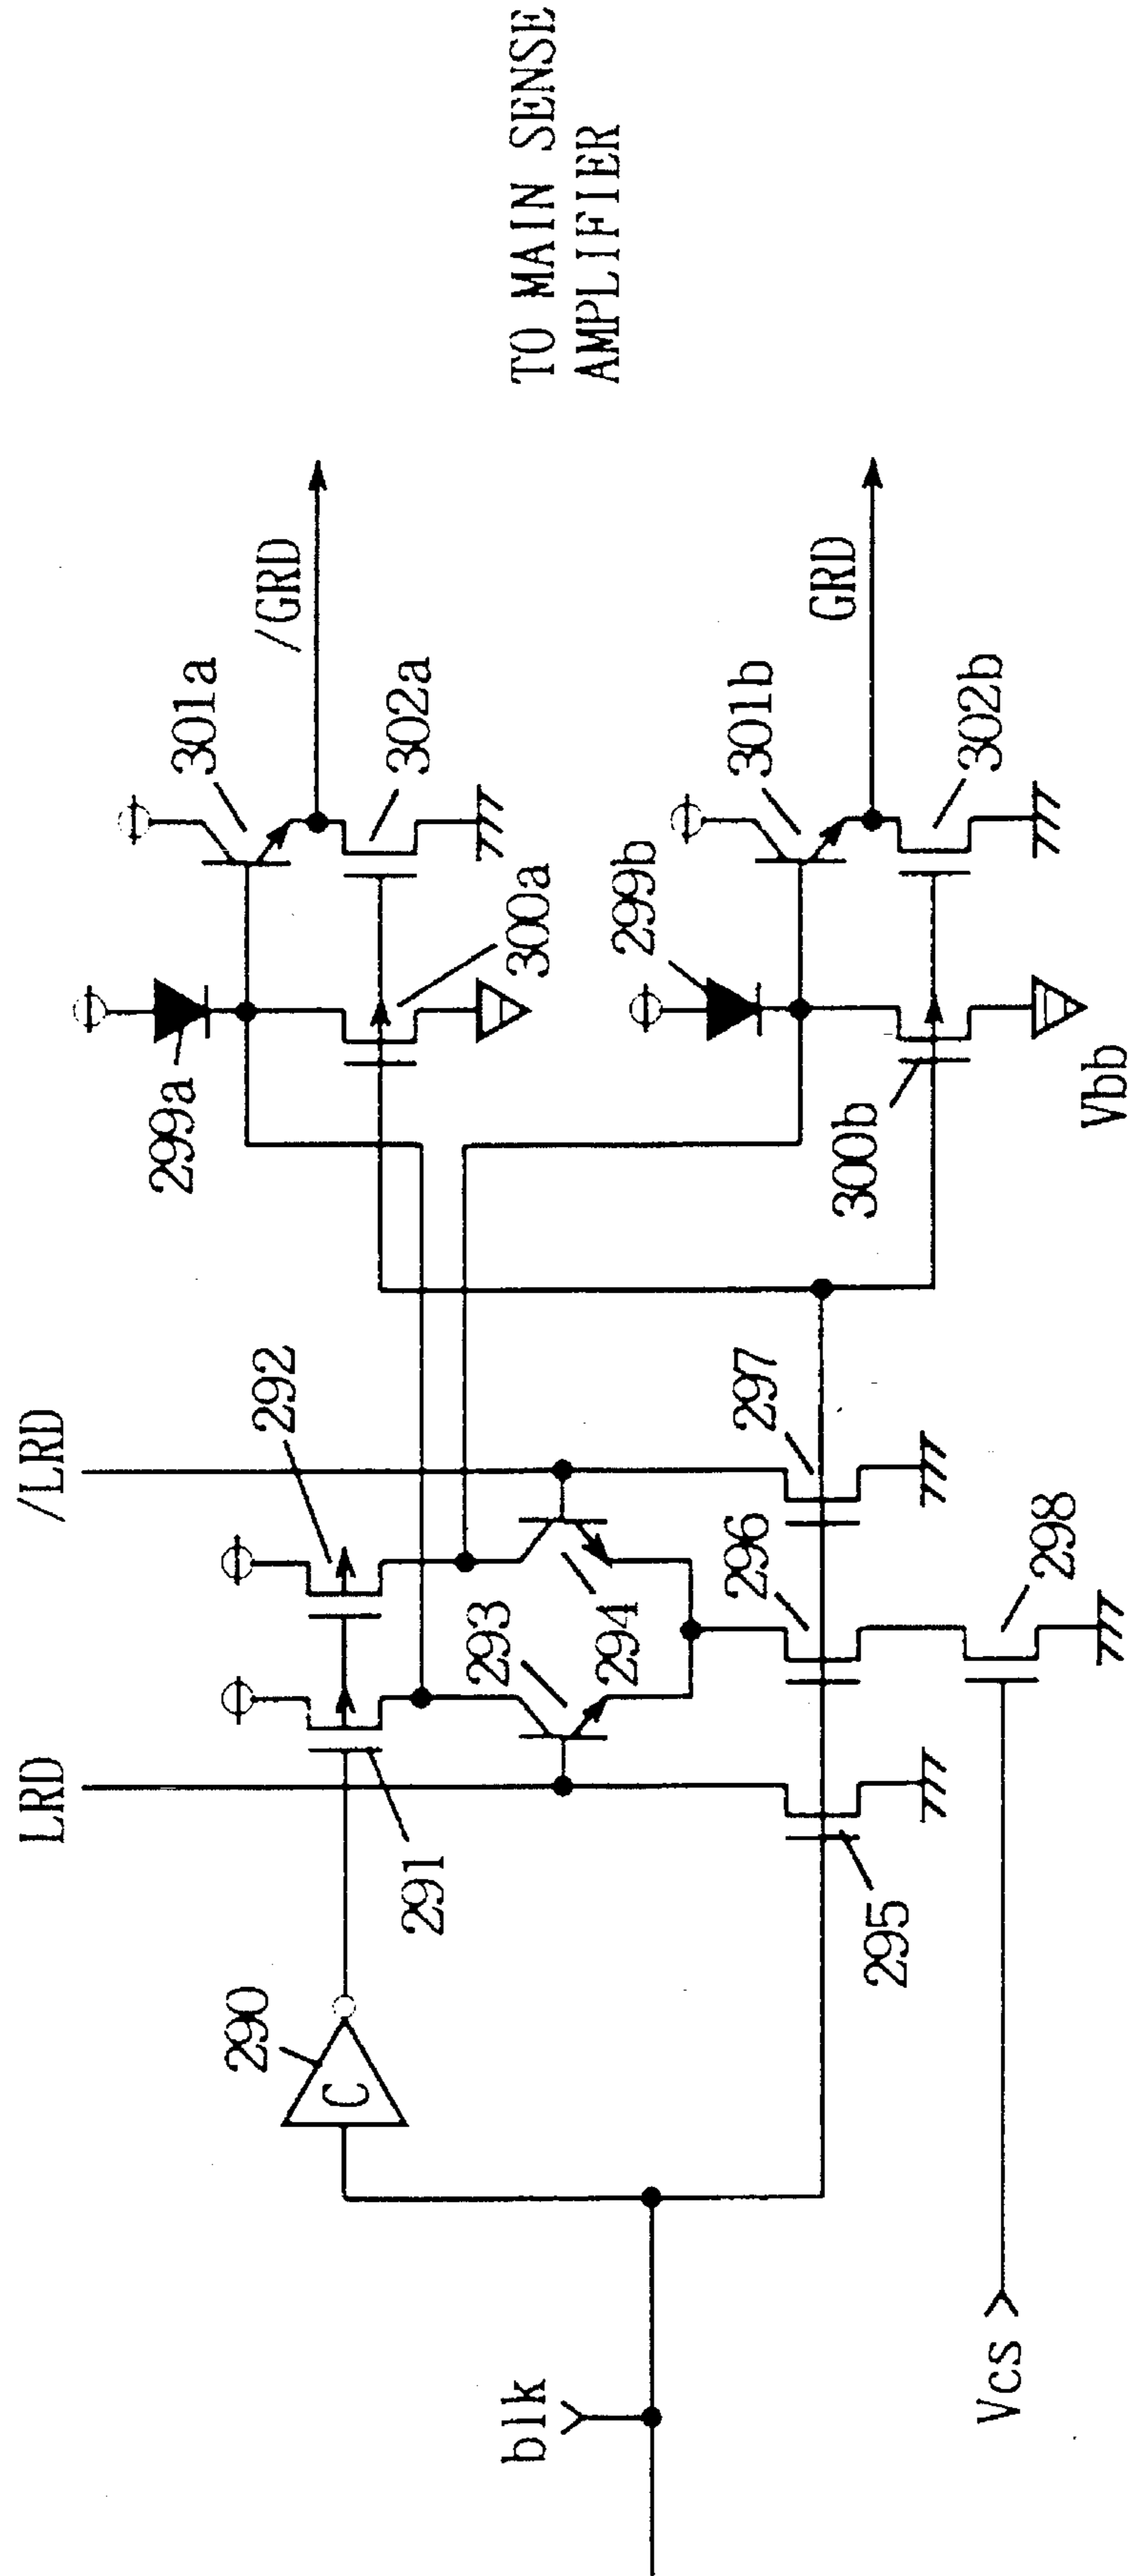 /LRD
LRD
292
291
290
C
293
294
296
297
295
298
blk
Vcs
299a
301a
/GRD
302a
300a
299b
301b
GRD
302b
300b
Vbb
TO MAIN SENSE
AMPLIFIER